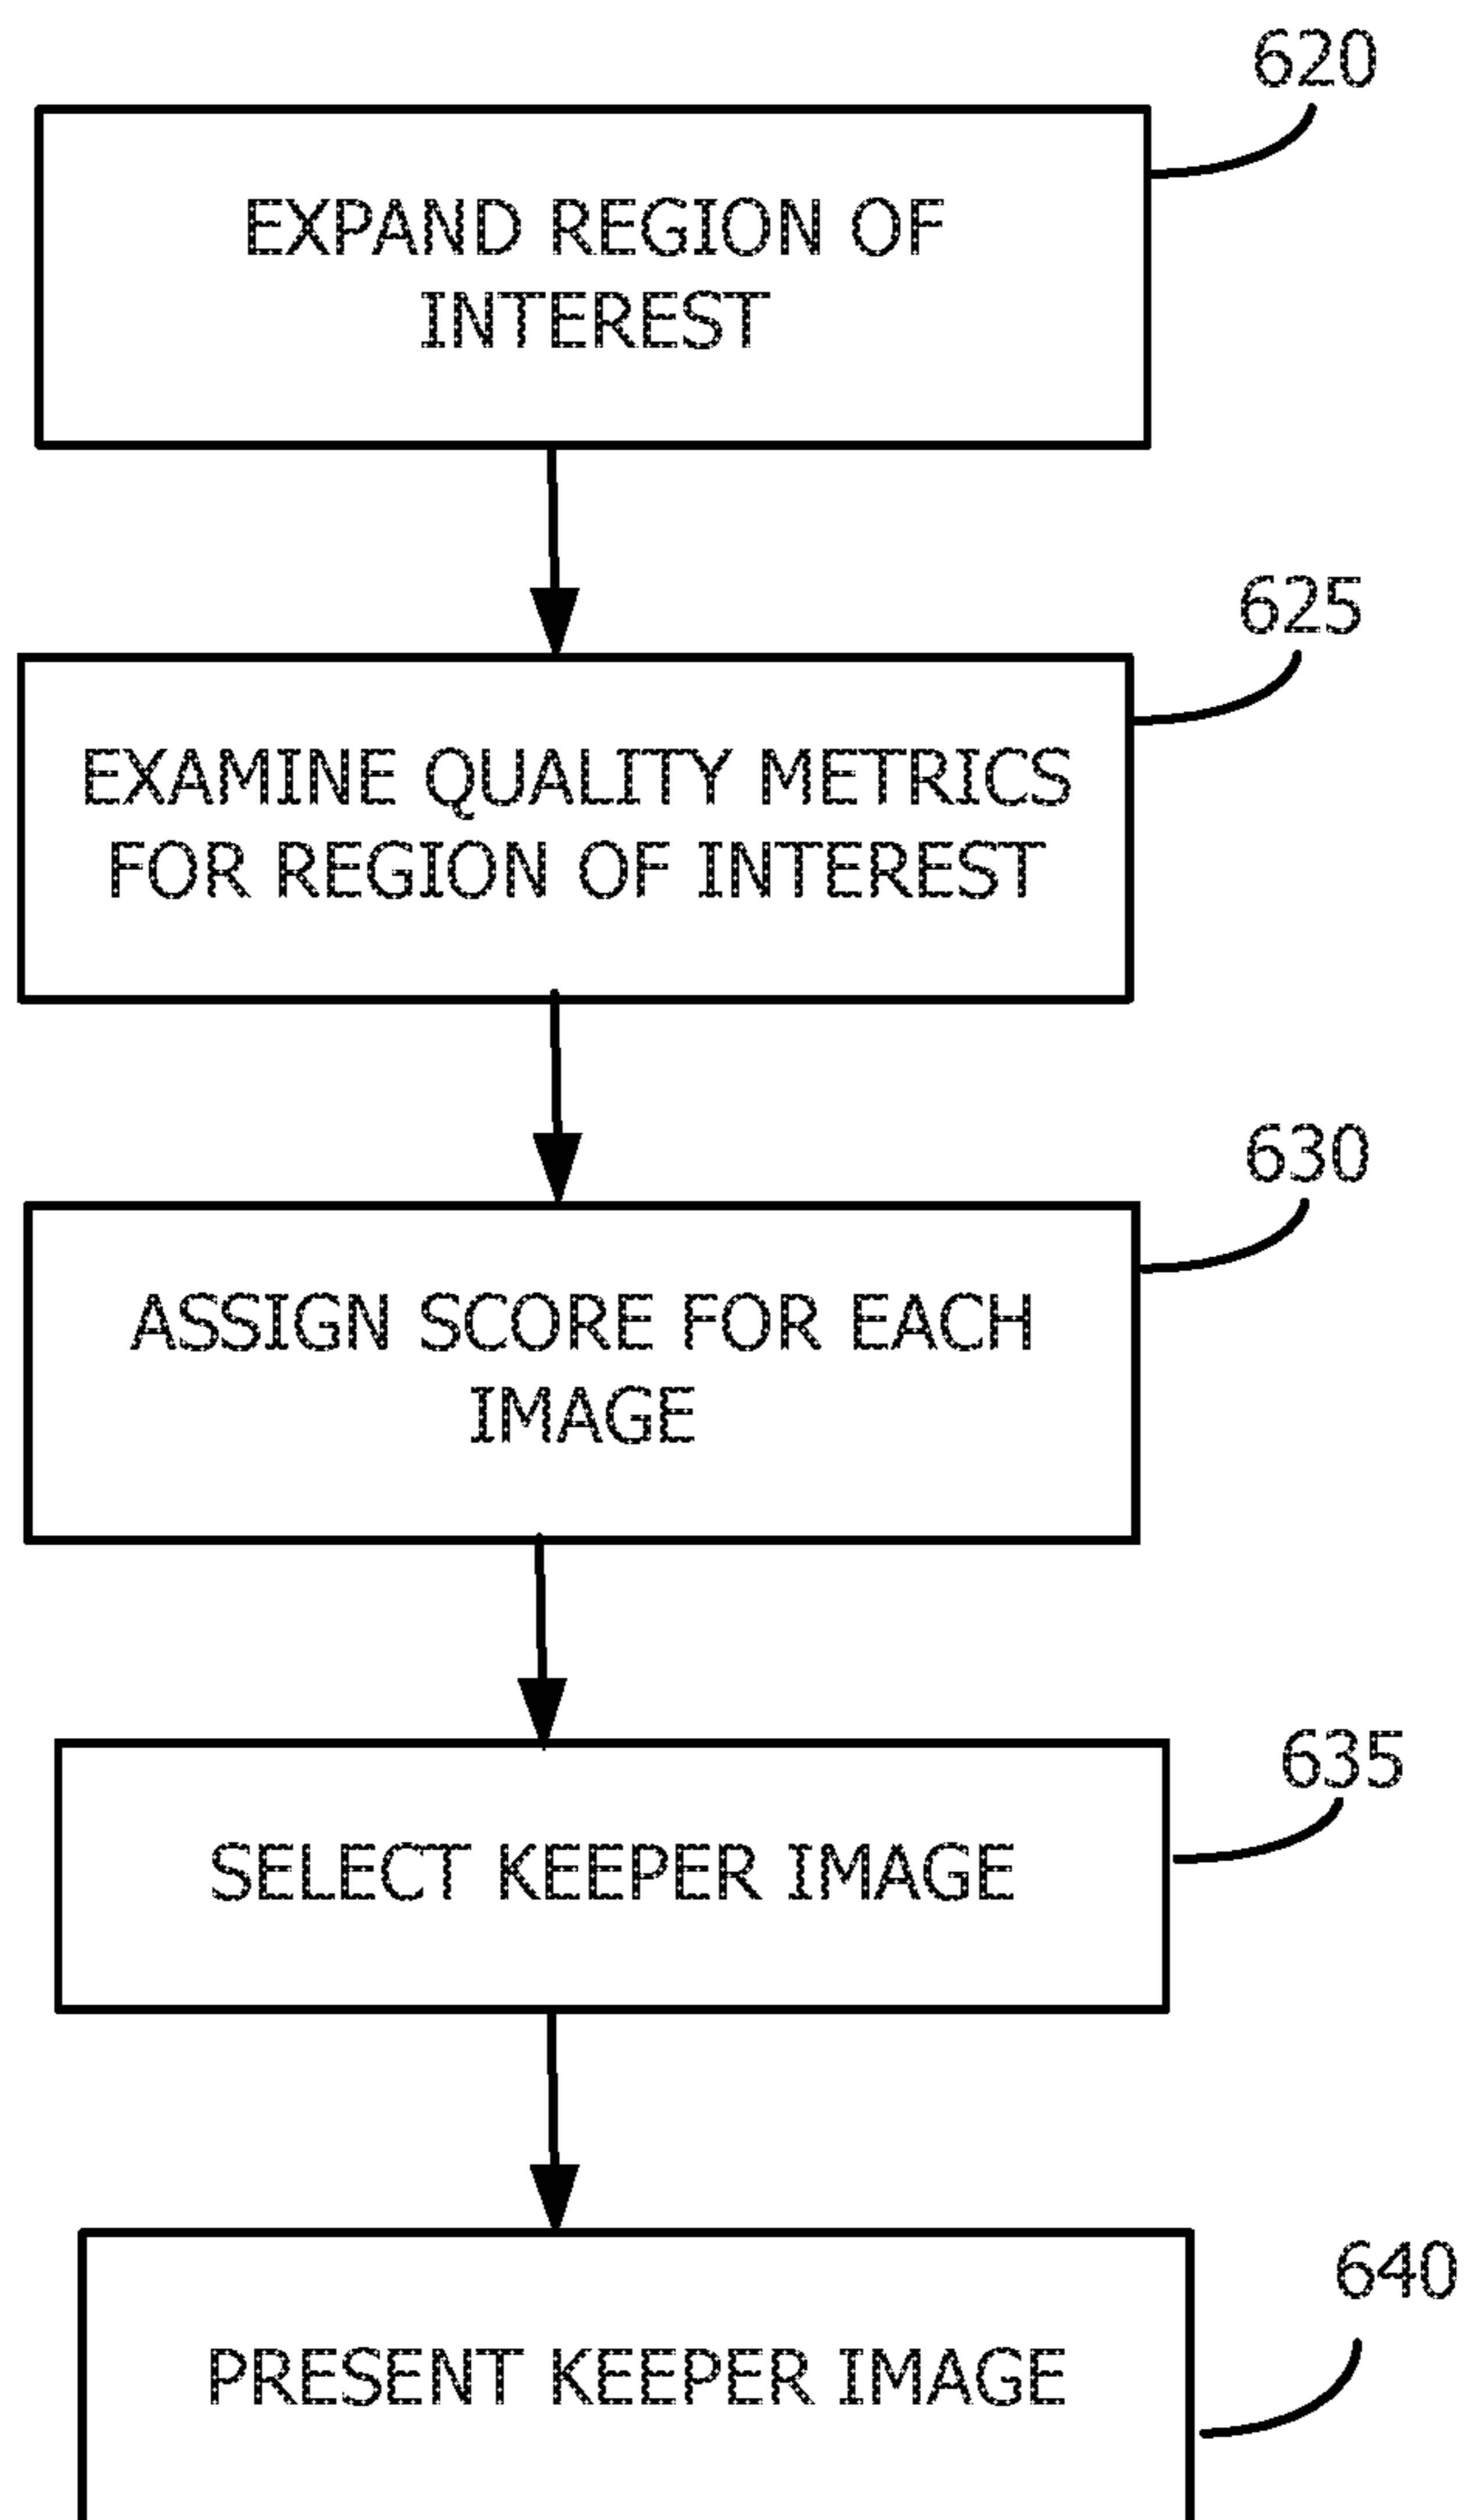 620
EXPAND REGION OF
INTEREST
625
EXAMINE QUALITY METRICS
FOR REGION OF INTEREST
630
ASSIGN SCORE FOR EACH
IMAGE
635
SELECT KEEPER IMAGE
640
PRESENT KEEPER IMAGE